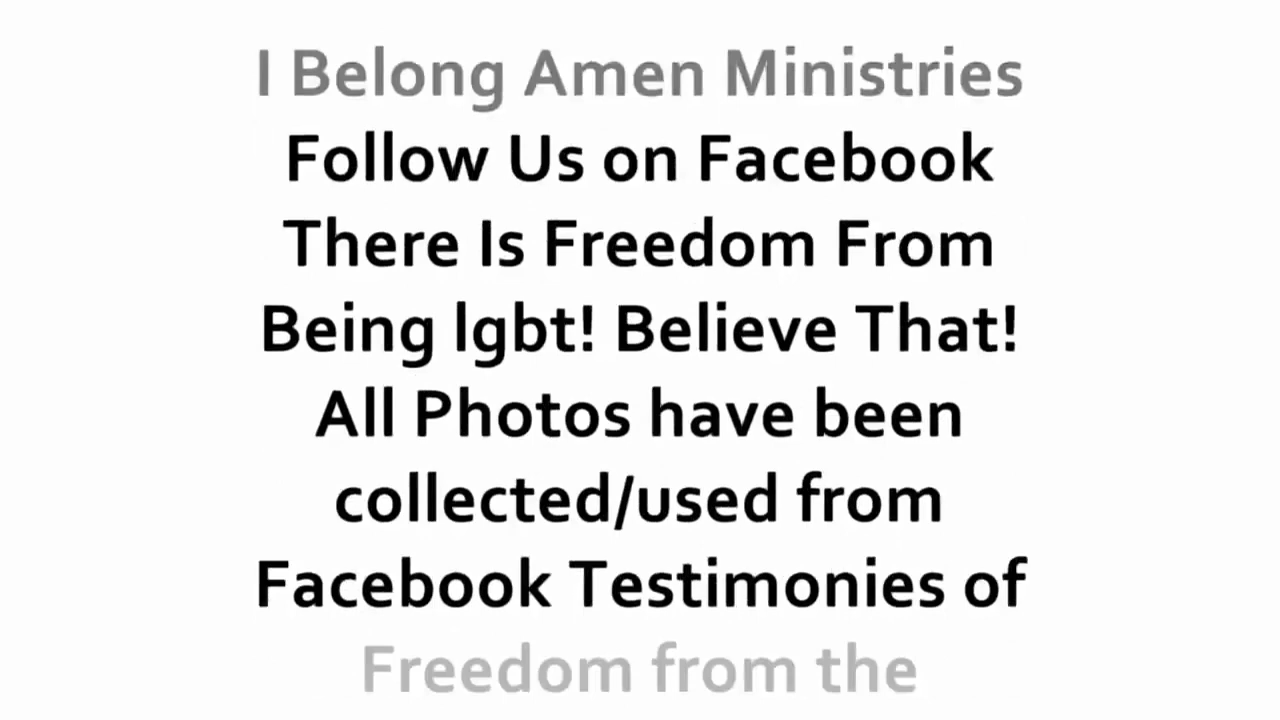 I Belong Amen Ministries
Follow Us on Facebook
There Is Freedom From
Being lgbt! Believe That!
All Photos have been
collected/used from
Facebook Testimonies of
Freedom from the